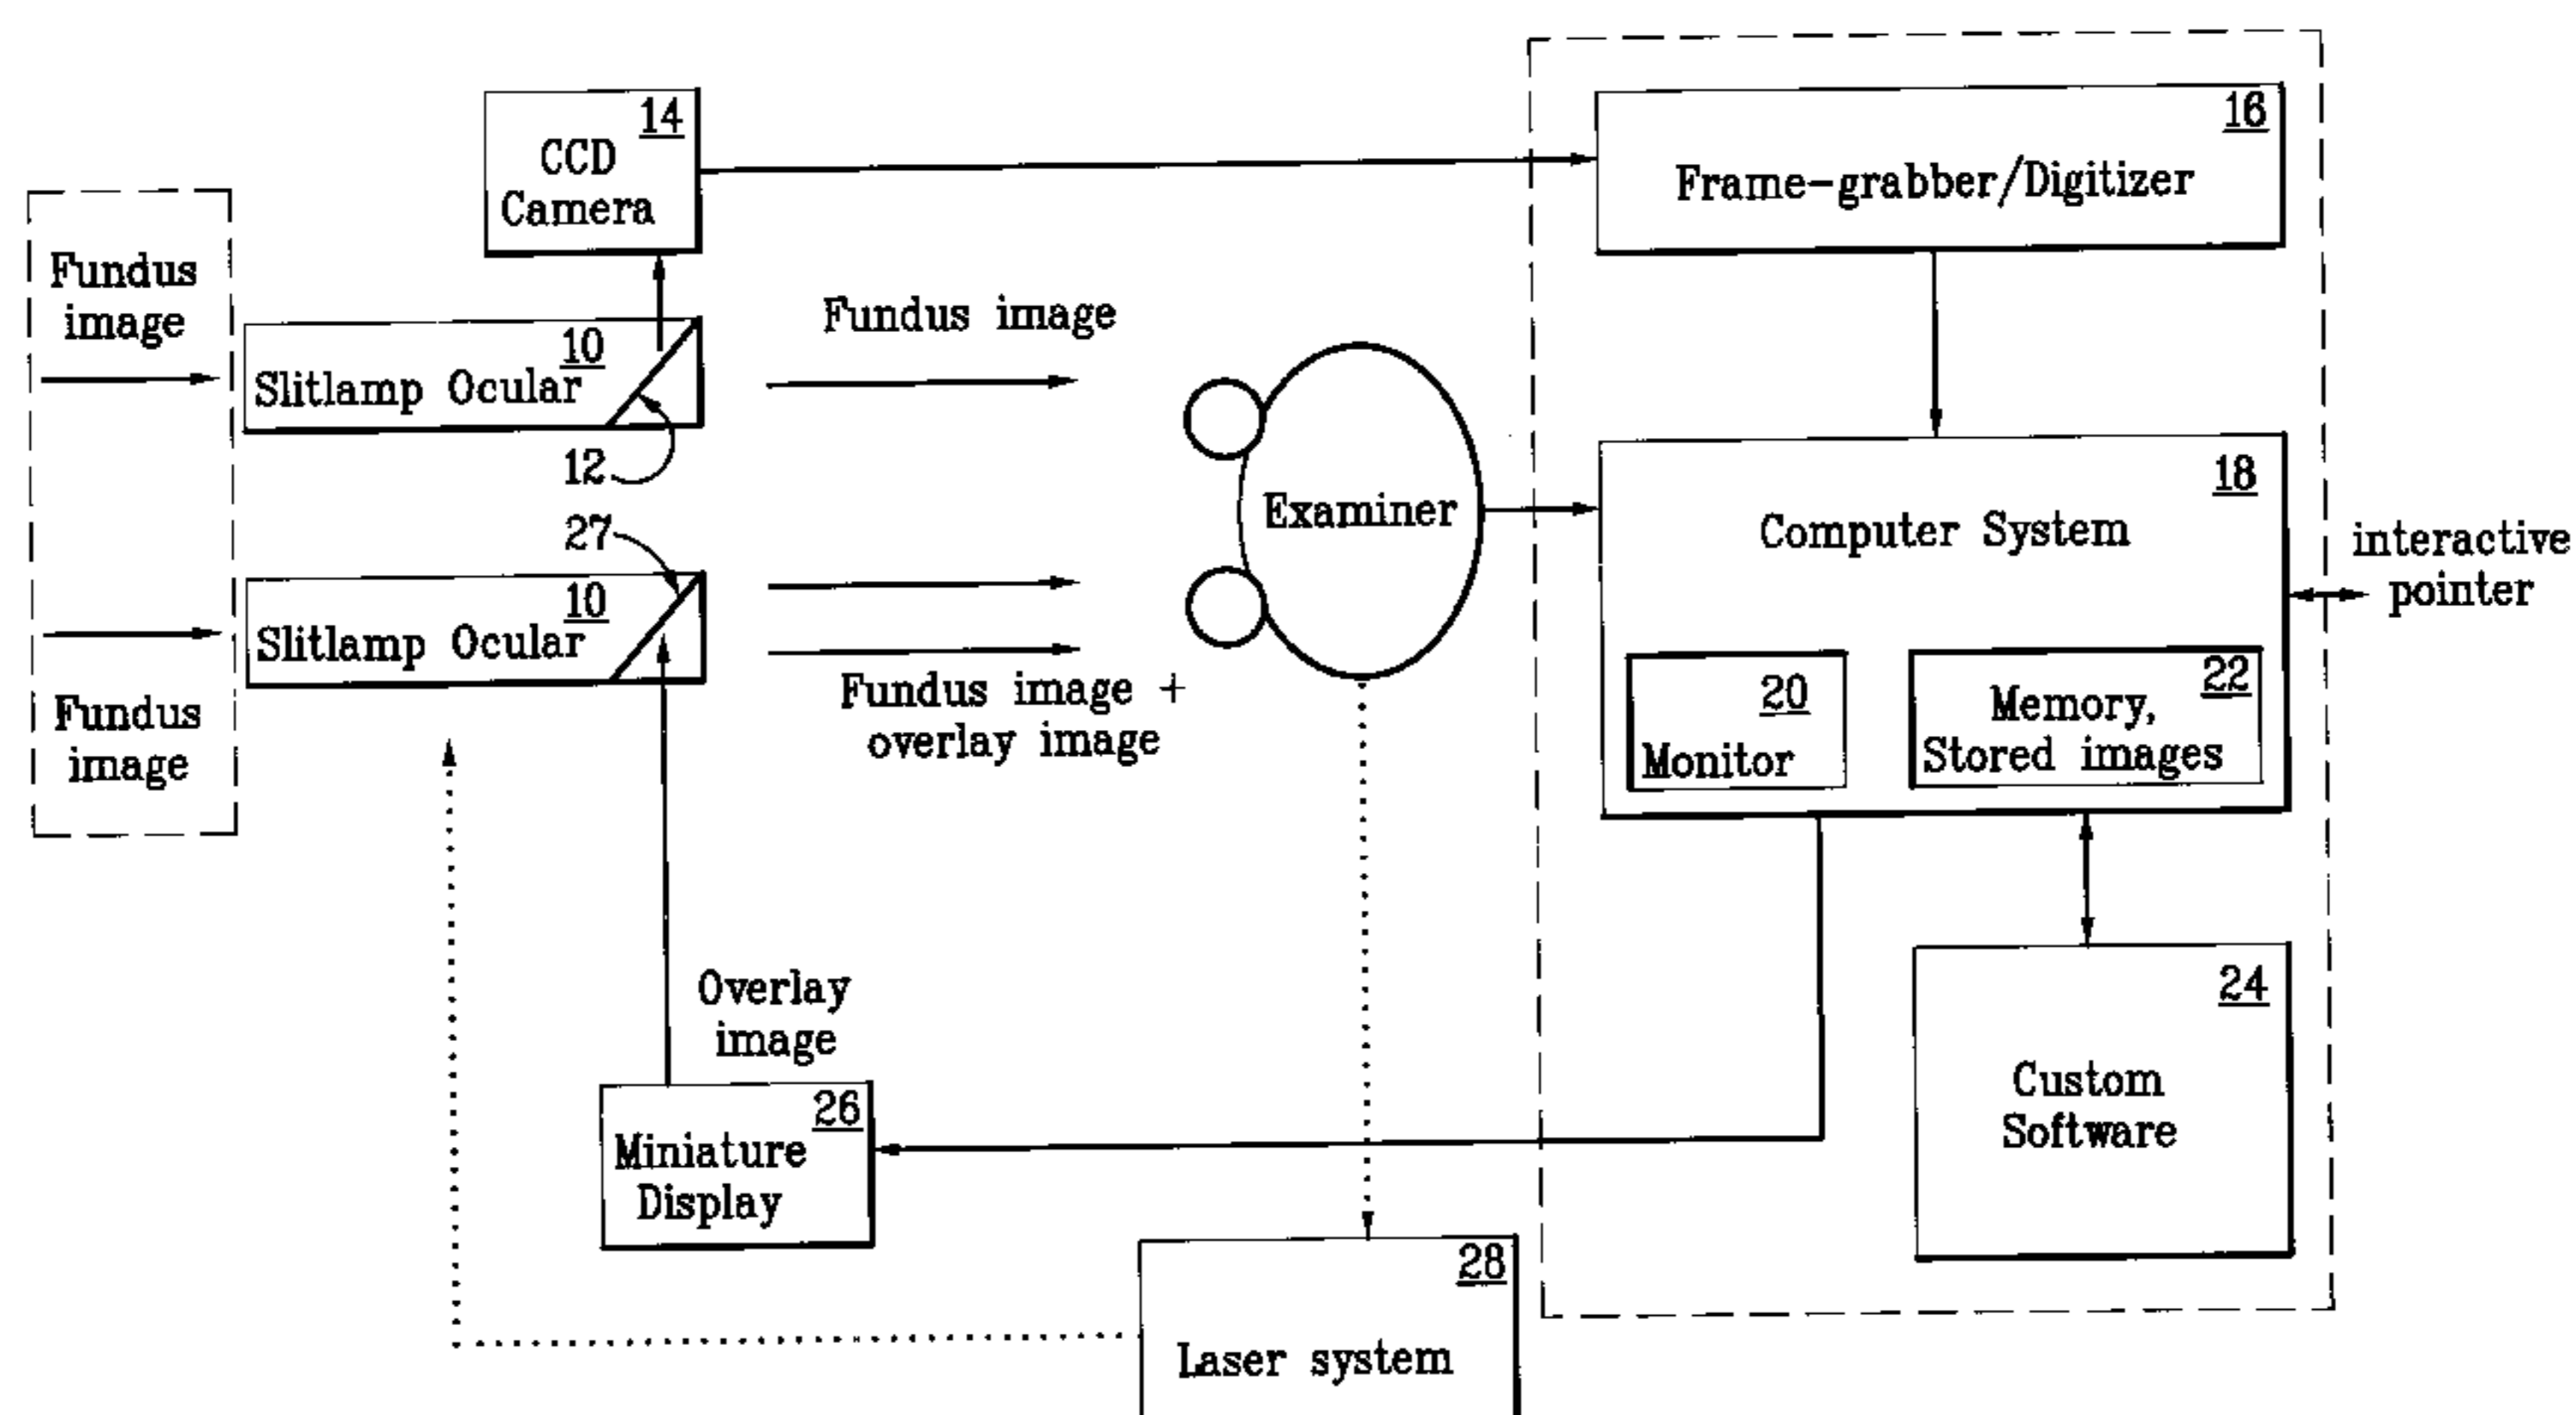 14
CCD
Camera
16
Frame-grabber/Digitizer
Fundus
image
Fundus image
10
Slitlamp Ocular
12
Examiner
18
Computer System
interactive
pointer
27
10
Slitlamp Ocular
Fundus
image
Fundus image +
overlay image
20
Monitor
22
Memory,
Stored images
Overlay
image
24
Custom
Software
26
Miniature
Display
28
Laser system